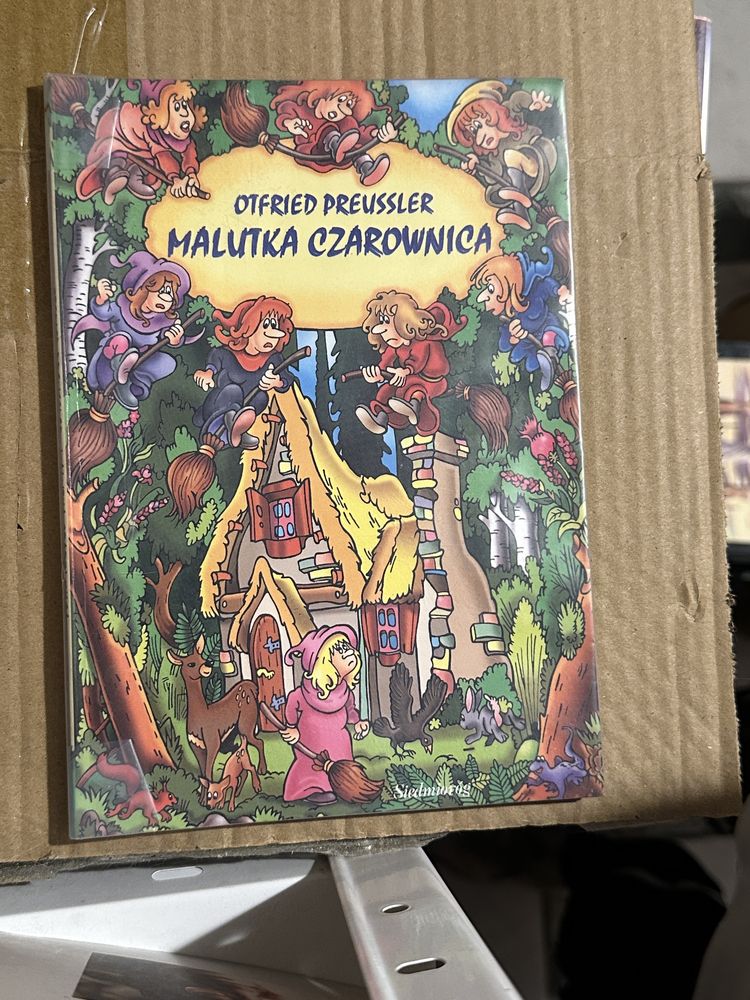 OTFRIED PREUSSLER
MALUTKA CZAROWNICA
Siedmioróg